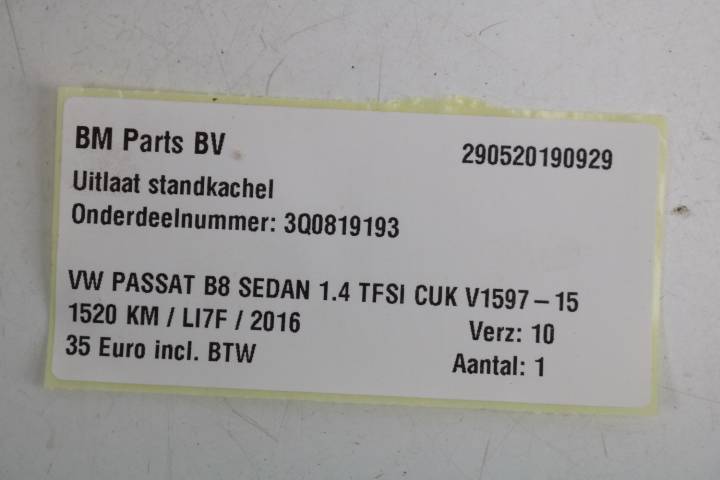 BM Parts BV
290520190929
Uitlaat standkachel
Onderdeelnummer: 3Q0819193
VW PASSAT B8 SEDAN 1.4 TFSI CUK V1597-15
1520 KM / LI7F / 2016
Verz: 10
35 Euro incl. BTW
Aantal: 1